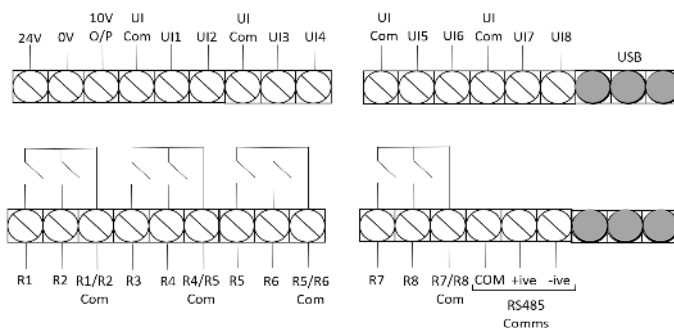 10V UI UI UI UI
24V 0V O/P Com UI1 UI2 Com UI3 UI4 Com UI5 UI6 Com UI7 UI8 USB
R1 R2 R1/R2 R3 R4 R4/R5 R5 R6 R5/R6 R7 R8 R7/R8 COM +ive -ive
Com Com Com Com RS485
Comms